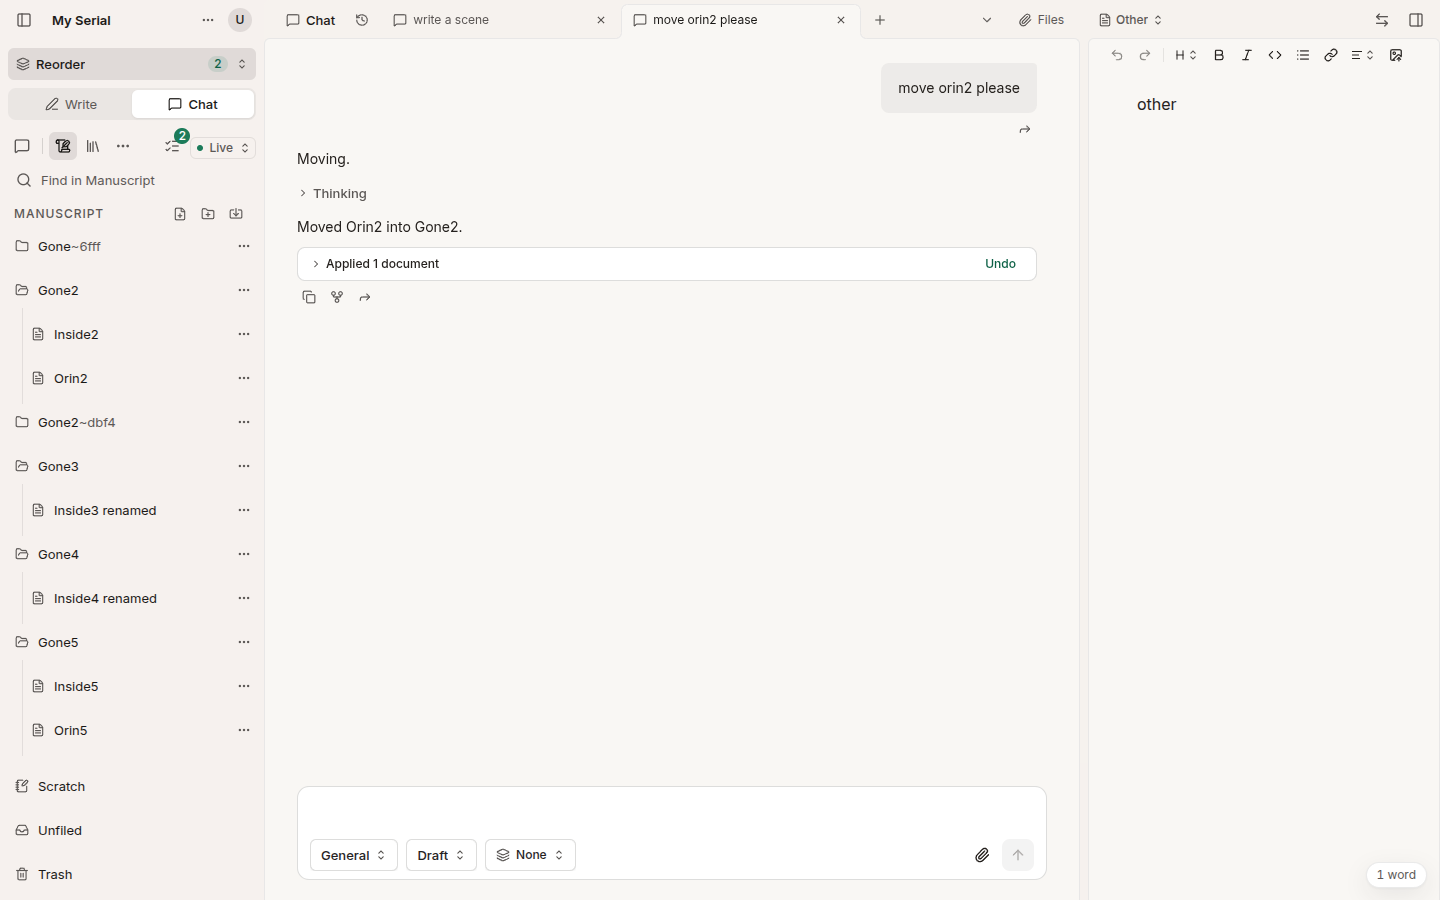 My Serial
U
Reorder
2
Write
Chat
2
Live
Find in Manuscript
MANUSCRIPT
Gone~6fff
Gone2
Inside2
Orin2
Gone2~dbf4
Gone3
Inside3 renamed
Gone4
Inside4 renamed
Gone5
Inside5
Orin5
Scratch
Unfiled
Trash
Chat
write a scene
move orin2 please
Files
move orin2 please
Moving.
Thinking
Moved Orin2 into Gone2.
Applied 1 document
Undo
General
Draft
None
Other
H
B
I
other
1 word